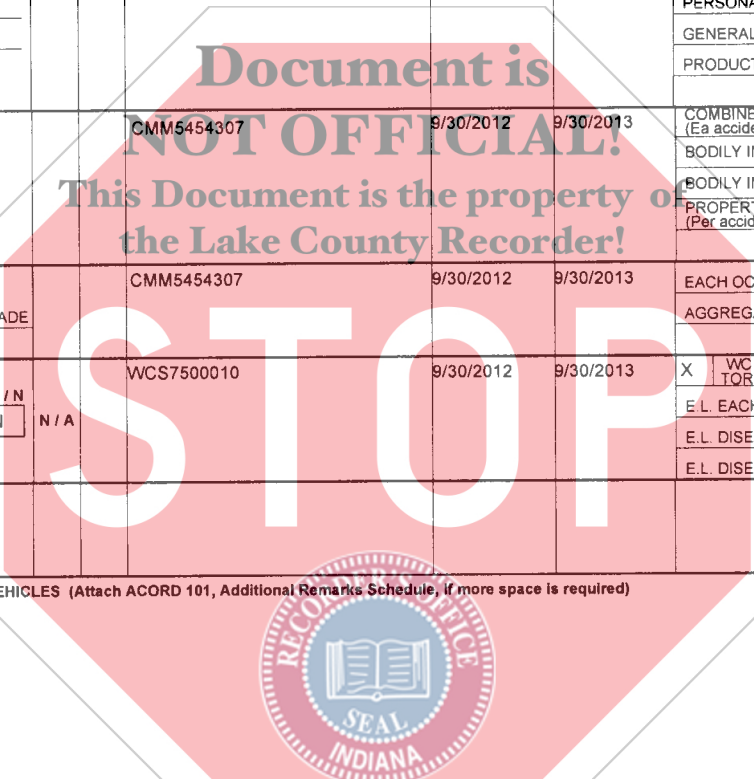 PERSONA
GENERAL
PRODUCT
Document is
NOT OFFICIAL!
This Document is the property of
the Lake County Recorder!
CMM5454307 9/30/2012 9/30/2013 COMBINE
(Ea accide
BODILY IN
BODILY IN
PROPERT
(Per accid
CMM5454307 9/30/2012 9/30/2013 EACH OC
ADE AGGREGA
WCS7500010 9/30/2012 9/30/2013 X WC
TOR
/ N
N / A E.L. EACH
E.L. DISE
E.L. DISE
STOP
EHICLES (Attach ACORD 101, Additional Remarks Schedule, if more space is required)
RECORDER'S OFFICE
SEAL
INDIANA